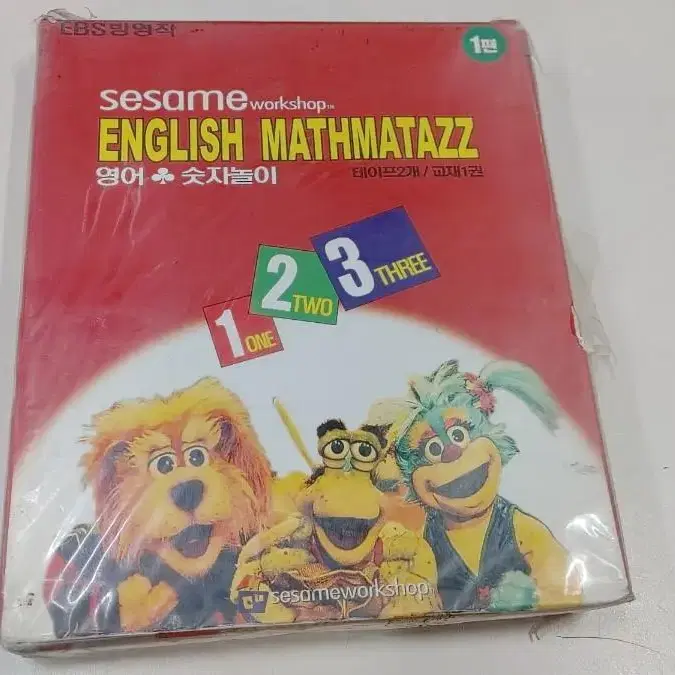 EBS방영작
1편
sesame workshop™
ENGLISH MATHMATAZZ
영어♣숫자놀이
테이프2개 / 교재1권
1 ONE
2 TWO
3 THREE
sesameworkshop